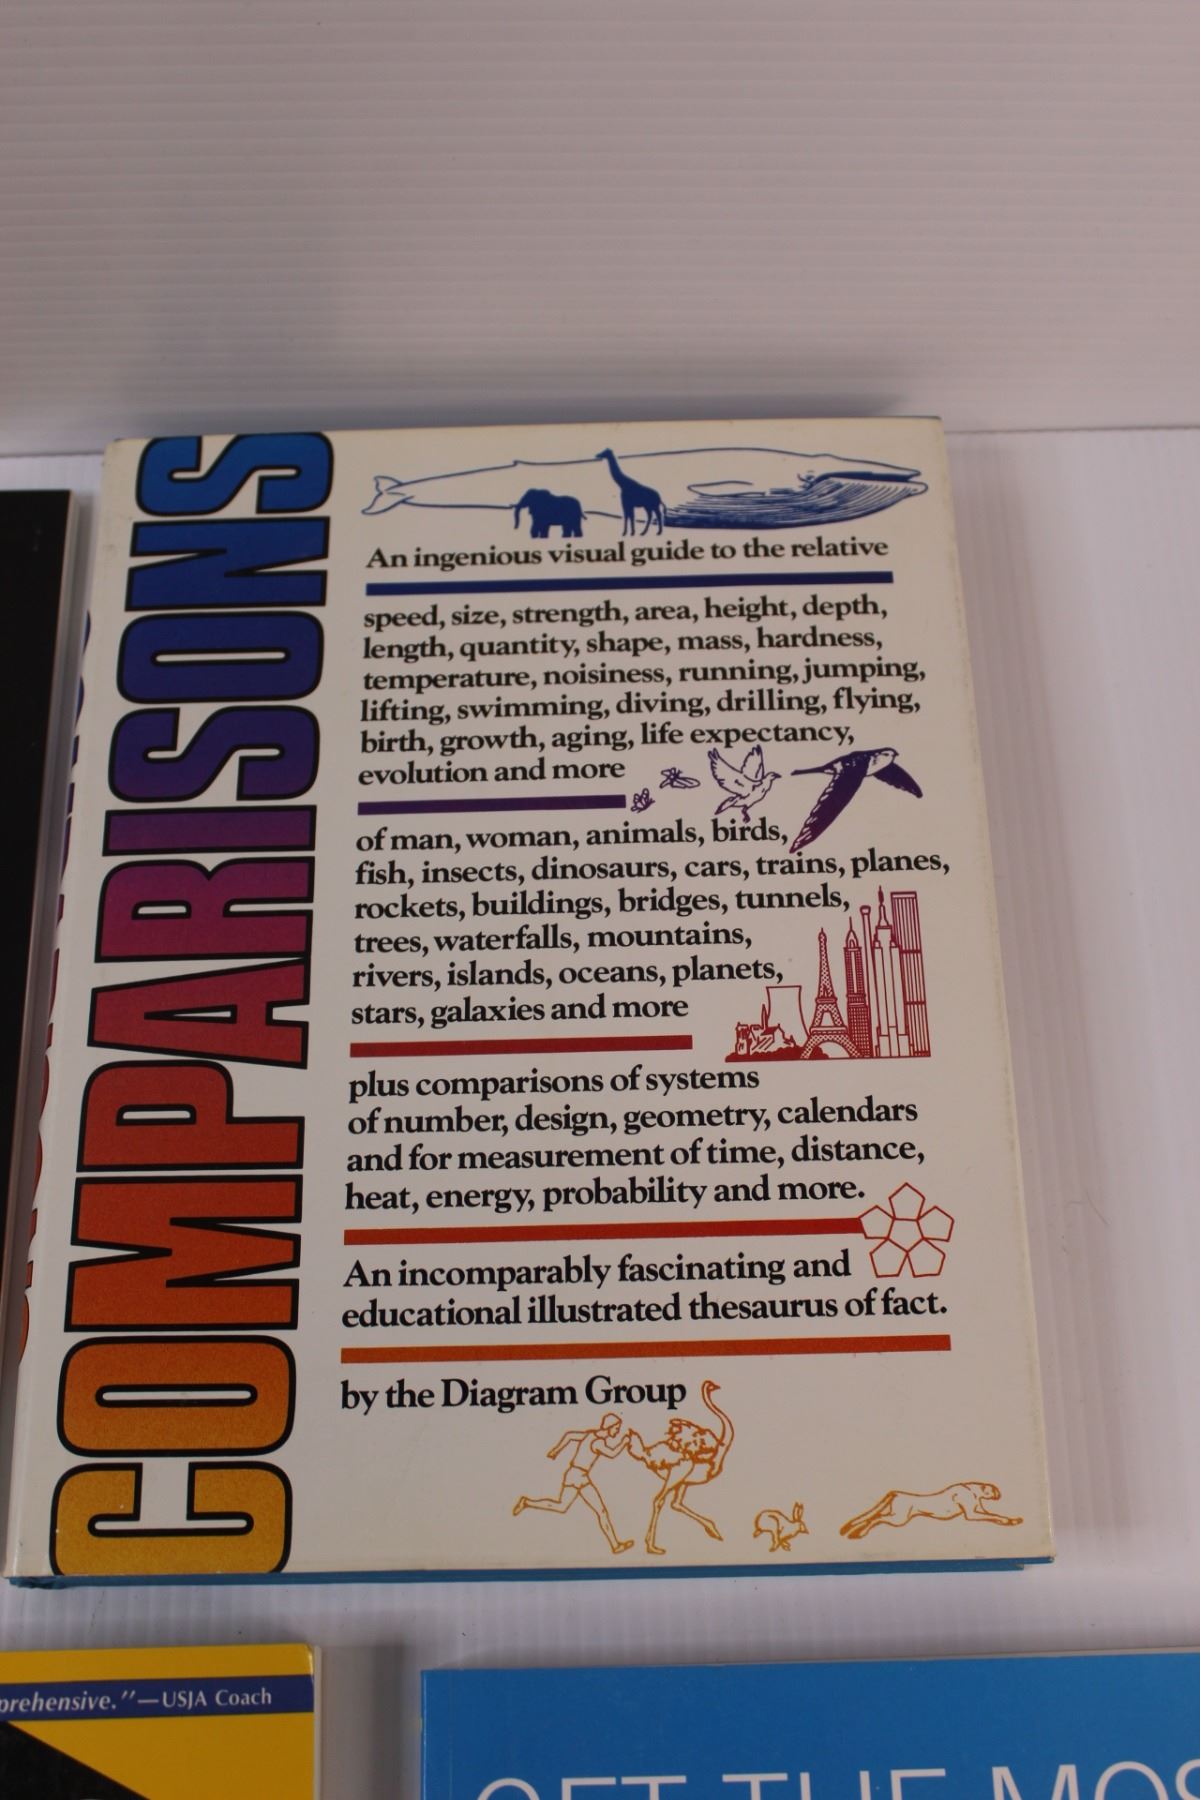 COMPARISONS
An ingenious visual guide to the relative
speed, size, strength, area, height, depth,
length, quantity, shape, mass, hardness,
temperature, noisiness, running, jumping,
lifting, swimming, diving, drilling, flying,
birth, growth, aging, life expectancy,
evolution and more
of man, woman, animals, birds,
fish, insects, dinosaurs, cars, trains, planes,
rockets, buildings, bridges, tunnels,
trees, waterfalls, mountains,
rivers, islands, oceans, planets,
stars, galaxies and more
plus comparisons of systems
of number, design, geometry, calendars
and for measurement of time, distance,
heat, energy, probability and more.
An incomparably fascinating and
educational illustrated thesaurus of fact.
by the Diagram Group
prehensive."—USJA Coach
GET THE MOS